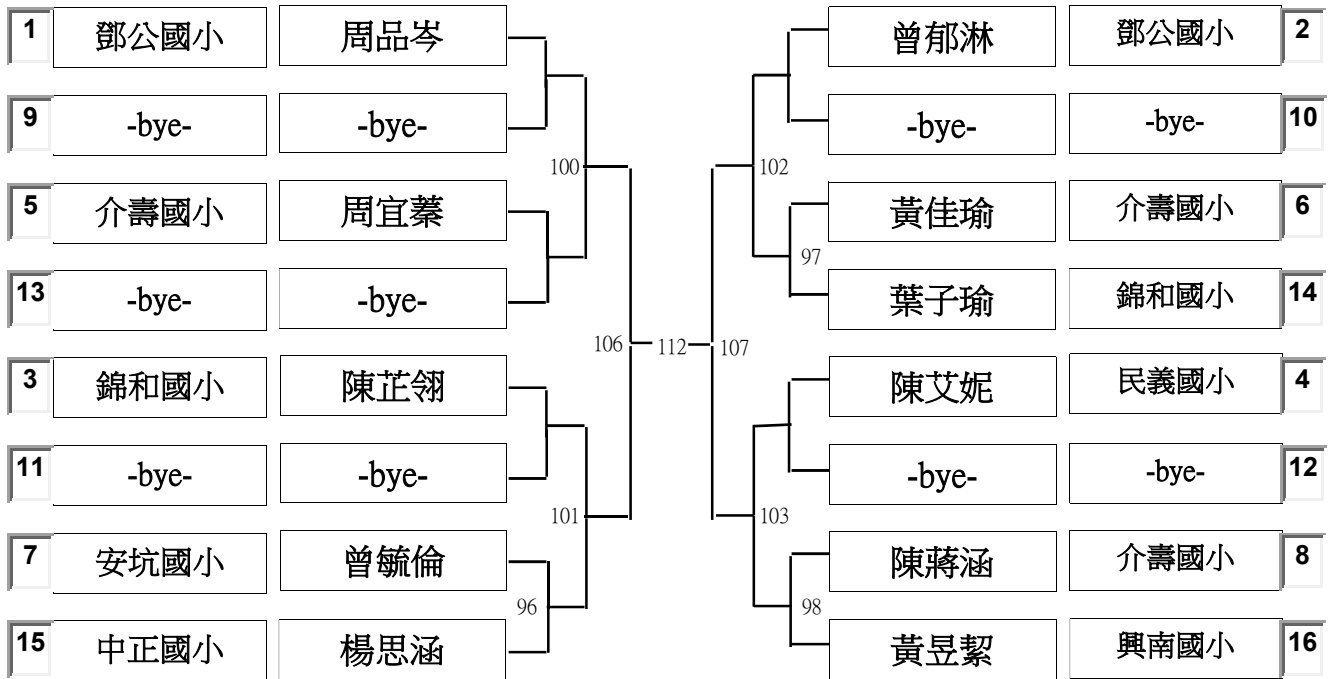 1 鄧公國小 周品岑 曾郁淋 鄧公國小 2
9 -bye- -bye- -bye- -bye- 10
100 102
5 介壽國小 周宜蓁 黃佳瑜 介壽國小 6
97
13 -bye- -bye- 葉子瑜 錦和國小 14
106 112 107
3 錦和國小 陳芷翎 陳艾妮 民義國小 4
11 -bye- -bye- -bye- -bye- 12
101 103
7 安坑國小 曾毓倫 陳蔣涵 介壽國小 8
96 98
15 中正國小 楊思涵 黃昱絜 興南國小 16